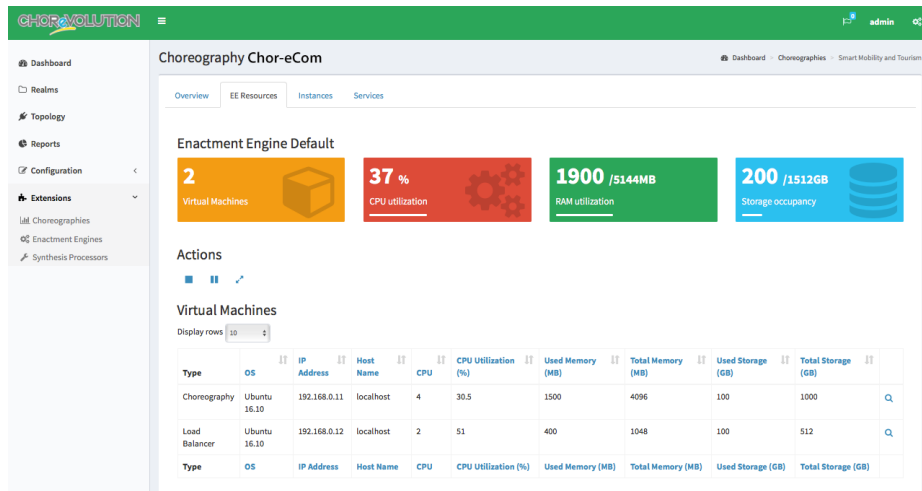 CHOREVOLUTION
0
admin
Dashboard
Realms
Topology
Reports
Configuration
Extensions
Choreographies
Enactment Engines
Synthesis Processors
Choreography Chor-eCom
Dashboard > Choreographies > Smart Mobility and Tourism
Overview EE Resources Instances Services
Enactment Engine Default
2
Virtual Machines
37 %
CPU utilization
1900 /5144MB
RAM utilization
200 /1512GB
Storage occupancy
Actions
Virtual Machines
Display rows 10
Type OS IP Address Host Name CPU CPU Utilization (%) Used Memory (MB) Total Memory (MB) Used Storage (GB) Total Storage (GB)
Choreography Ubuntu 16.10 192.168.0.11 localhost 4 30.5 1500 4096 100 1000
Load Balancer Ubuntu 16.10 192.168.0.12 localhost 2 51 400 1048 100 512
Type OS IP Address Host Name CPU CPU Utilization (%) Used Memory (MB) Total Memory (MB) Used Storage (GB) Total Storage (GB)